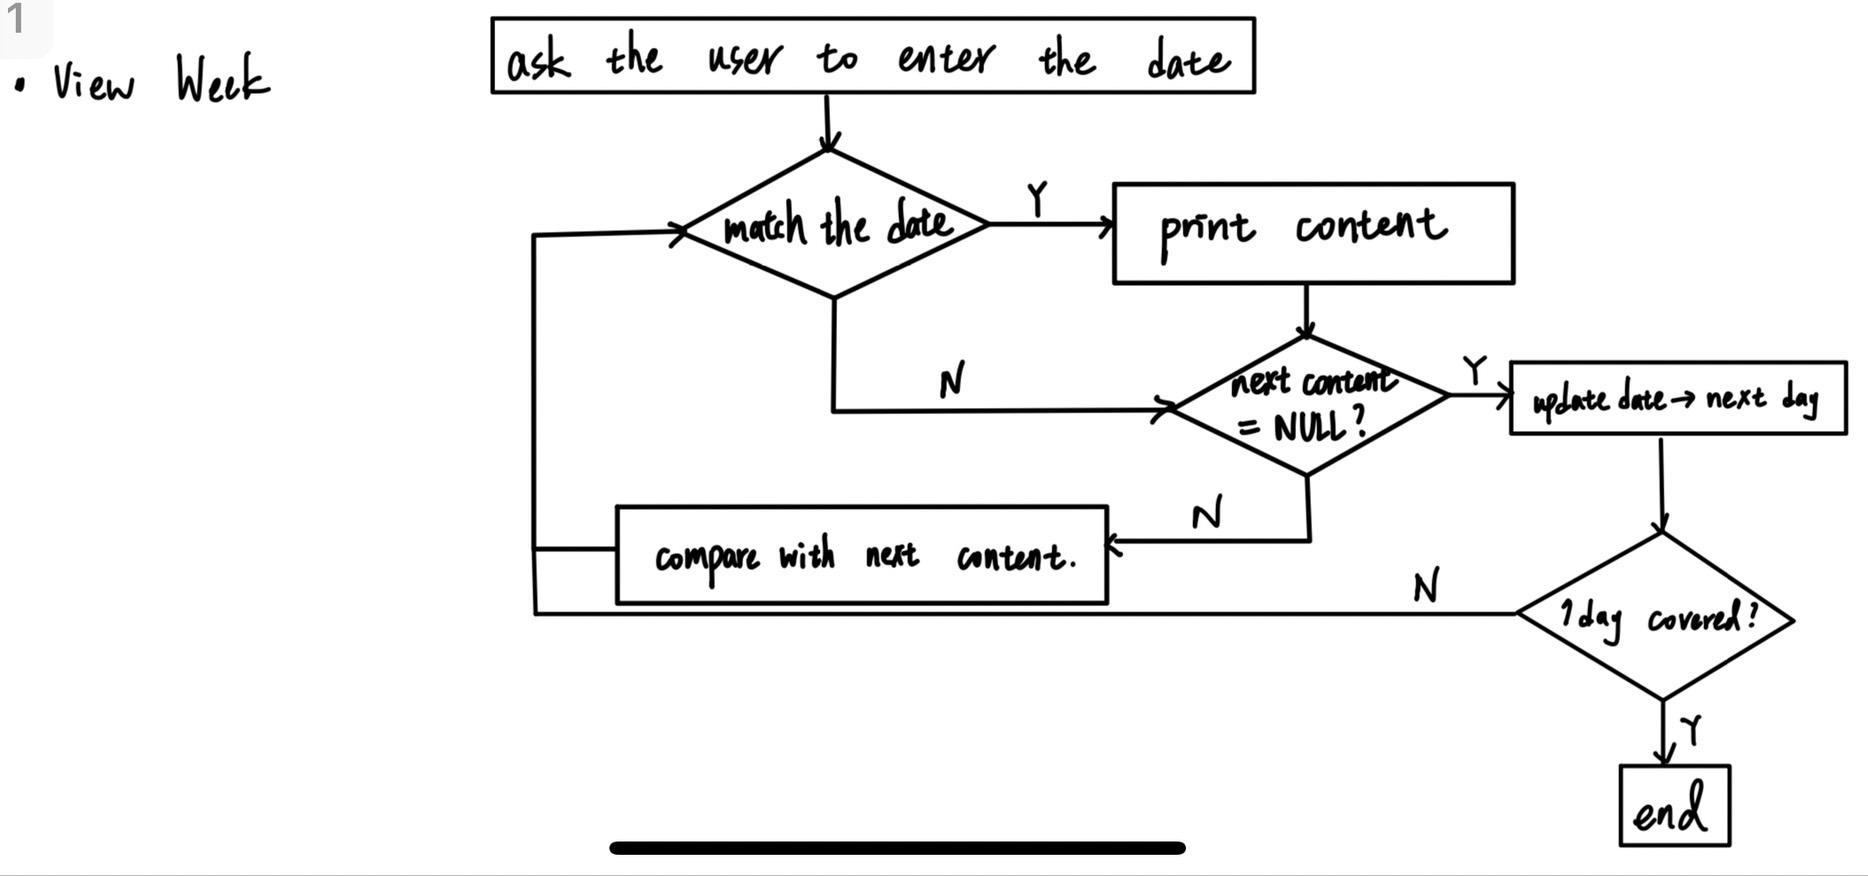 1
• View Week
ask the user to enter the date
match the date
Y
print content
N
next content
= NULL?
Y
update date → next day
N
compare with next content.
N
7 day covered?
Y
end